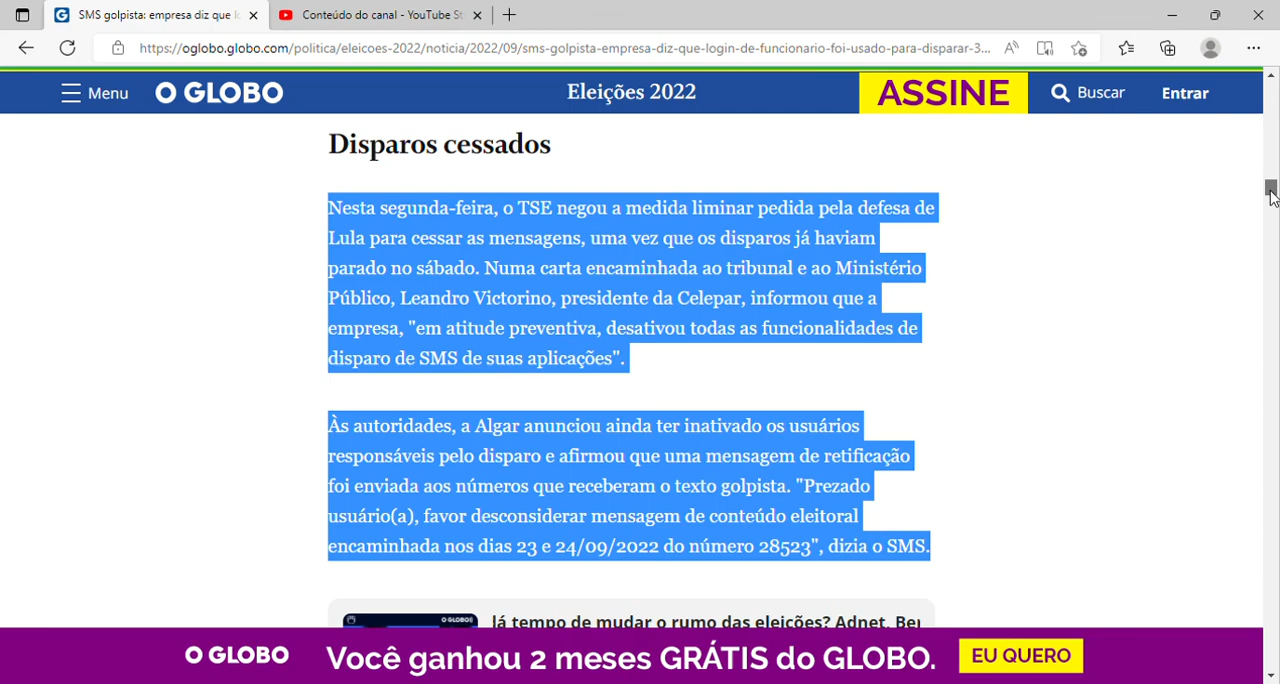 SMS golpista: empresa diz que
Conteúdo do canal - YouTube St
https://oglobo.globo.com/politica/eleicoes-2022/noticia/2022/09/sms-golpista-empresa-diz-que-login-de-funcionario-foi-usado-para-disparar-3...
Menu
O GLOBO
Eleições 2022
ASSINE
Buscar
Entrar
Disparos cessados
Nesta segunda-feira, o TSE negou a medida liminar pedida pela defesa de
Lula para cessar as mensagens, uma vez que os disparos já haviam
parado no sábado. Numa carta encaminhada ao tribunal e ao Ministério
Público, Leandro Victorino, presidente da Celepar, informou que a
empresa, "em atitude preventiva, desativou todas as funcionalidades de
disparo de SMS de suas aplicações".
Às autoridades, a Algar anunciou ainda ter inativado os usuários
responsáveis pelo disparo e afirmou que uma mensagem de retificação
foi enviada aos números que receberam o texto golpista. "Prezado
usuário(a), favor desconsiderar mensagem de conteúdo eleitoral
encaminhada nos dias 23 e 24/09/2022 do número 28523", dizia o SMS.
O GLOBO
tempo de mudar o rumo das eleições? Adnet, Ber
O GLOBO
Você ganhou 2 meses GRÁTIS do GLOBO.
EU QUERO